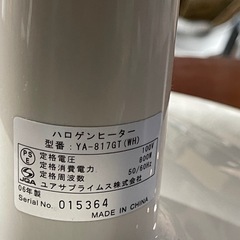 ハロゲンヒーター
型番: YA-817GT(WH)
定格電圧 100V
定格消費電力 800W
定格周波数 50/60Hz
ユアサプライムス株式会社
06年製
Serial No. 015364
MADE IN CHINA